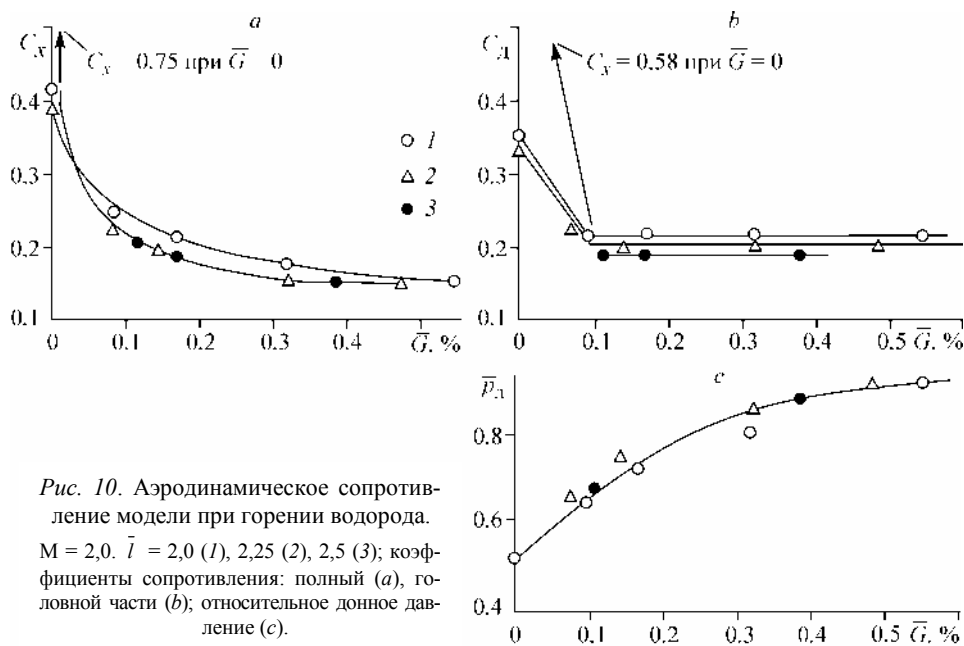 a
C_x
C_x 0.75 при G̅ 0
0.4
0.3
0.2
0.1
0 0.1 0.2 0.3 0.4 G̅, %
1
2
3
b
C_Д
C_x = 0.58 при G̅ = 0
0.4
0.3
0.2
0.1
0 0.1 0.2 0.3 0.4 0.5 G̅, %
c
p̅_д
0.8
0.6
0.4
0 0.1 0.2 0.3 0.4 0.5 G̅, %
Рис. 10. Аэродинамическое сопротив-
ление модели при горении водорода.
M = 2,0. l̅ = 2,0 (1), 2,25 (2), 2,5 (3); коэф-
фициенты сопротивления: полный (a), го-
ловной части (b); относительное донное дав-
ление (c).